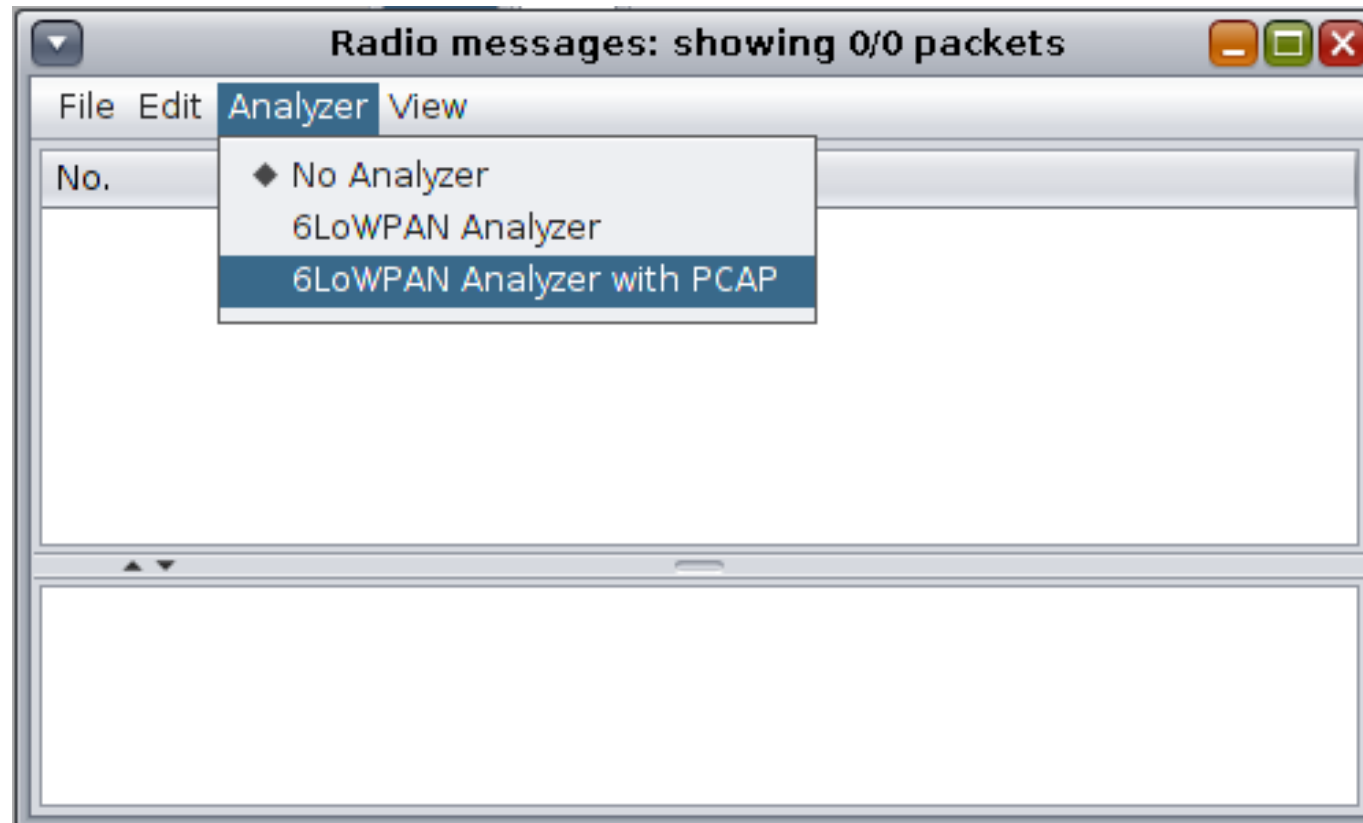 Radio messages: showing 0/0 packets
File Edit Analyzer View
No.
No Analyzer
6LoWPAN Analyzer
6LoWPAN Analyzer with PCAP